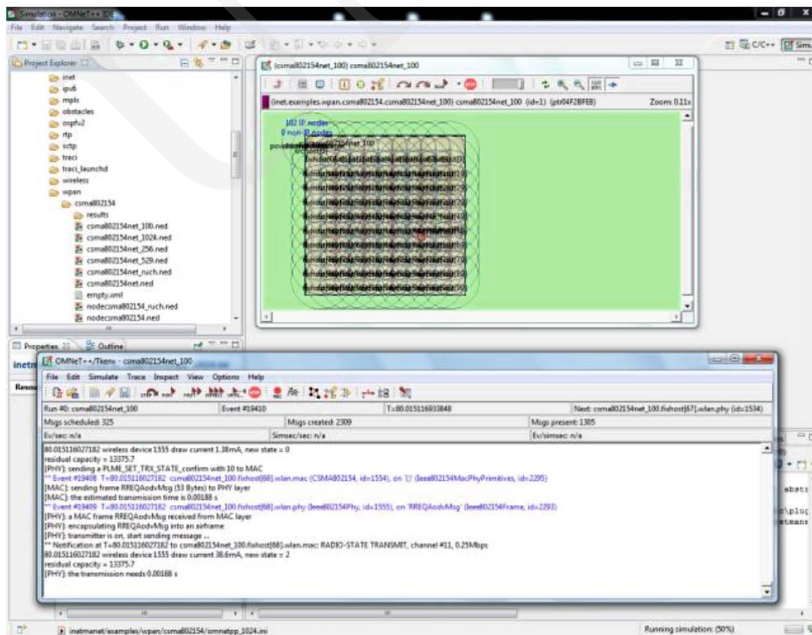 Simulation - OMNeT++ IDE
File Edit Navigate Search Project Run Window Help
C/C++
Project Explorer
inet
ipv6
mpls
obstacles
ospfv2
rtp
sctp
traci
traci_launchd
wireless
wpan
csma802154
results
csma802154net_100.ned
csma802154net_1024.ned
csma802154net_256.ned
csma802154net_529.ned
csma802154net_ruch.ned
csma802154net.ned
empty.xml
nodecsma802154_ruch.ned
nodecsma802154.ned
(csma802154net_100) csma802154net_100
(inet.examples.wpan.csma802154.csma802154net_100) csma802154net_100 (id=1) (ptr04F2BFE8) Zoom: 0.11x
102 IP nodes
0 non-IP nodes
Properties Outline
OMNeT++/Tkenv - csma802154net_100
File Edit Simulate Trace Inspect View Options Help
Run #0: csma802154net_100 Event #19410 T=80.015116933848 Next: csma802154net_100.fixhost[67].wlan.phy (id=1534)
Msgs scheduled: 325 Msgs created: 2309 Msgs present: 1385
Ev/sec: n/a Simsec/sec: n/a Ev/simsec: n/a
80.015116027182 wireless device 1555 draw current 1.38mA, new state = 0
residual capacity = 13375.7
[PHY]: sending a PLME_SET_TRX_STATE_confirm with 10 to MAC
** Event #19408 T=80.015116027182 csma802154net_100.fixhost[68].wlan.mac (CSMA802154, id=1554), on '{}' (Ieee802154MacPhyPrimitives, id=2295)
[MAC]: sending frame RREQAodvMsg (53 Bytes) to PHY layer
[MAC]: the estimated transmission time is 0.00188 s
** Event #19409 T=80.015116027182 csma802154net_100.fixhost[68].wlan.phy (Ieee802154Phy, id=1555), on 'RREQAodvMsg' (Ieee802154Frame, id=2293)
[PHY]: a MAC frame RREQAodvMsg received from MAC layer
[PHY]: encapsulating RREQAodvMsg into an airframe
[PHY]: transmitter is on, start sending message ...
** Notification at T=80.015116027182 to csma802154net_100.fixhost[68].wlan.mac: RADIO-STATE TRANSMIT, channel #11, 0.25Mbps
80.015116027182 wireless device 1555 draw current 38.6mA, new state = 2
residual capacity = 13375.7
[PHY]: the transmission needs 0.00188 s
inetmanet/examples/wpan/csma802154/omnetpp_1024.ini Running simulation: (50%)